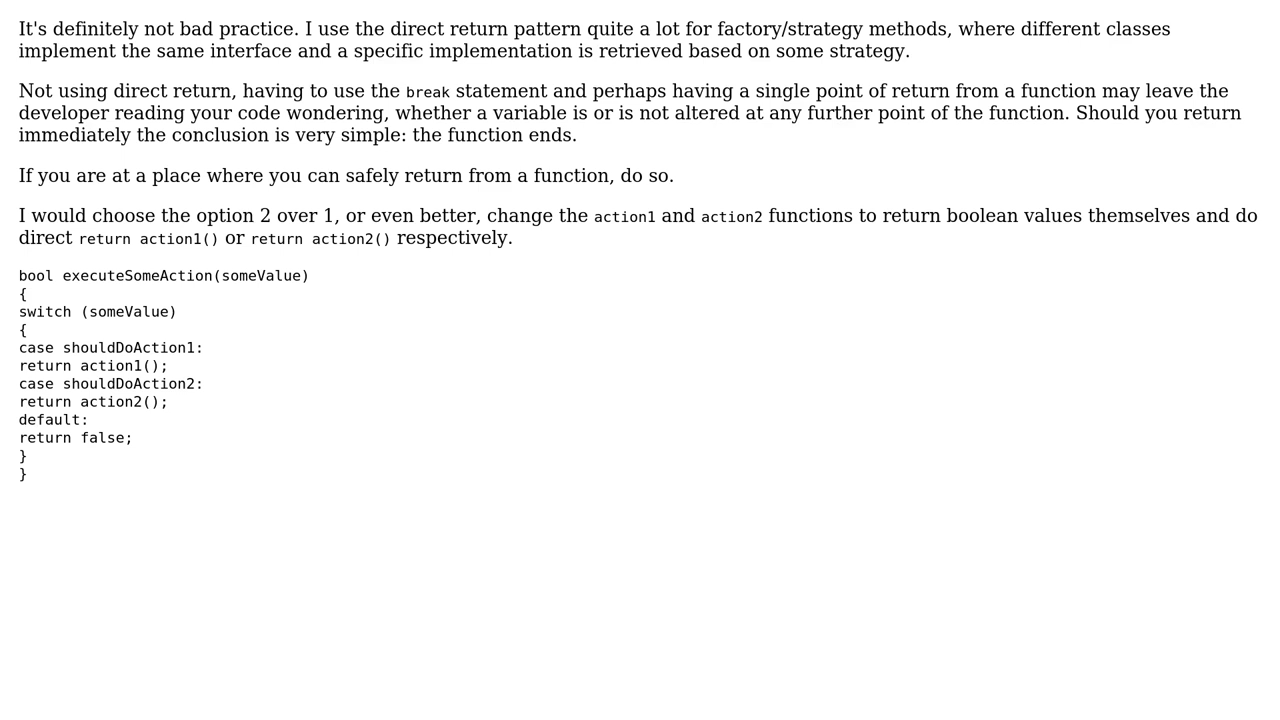 It's definitely not bad practice. I use the direct return pattern quite a lot for factory/strategy methods, where different classes
implement the same interface and a specific implementation is retrieved based on some strategy.
Not using direct return, having to use the break statement and perhaps having a single point of return from a function may leave the
developer reading your code wondering, whether a variable is or is not altered at any further point of the function. Should you return
immediately the conclusion is very simple: the function ends.
If you are at a place where you can safely return from a function, do so.
I would choose the option 2 over 1, or even better, change the action1 and action2 functions to return boolean values themselves and do
direct return action1() or return action2() respectively.
bool executeSomeAction(someValue)
{
switch (someValue)
{
case shouldDoAction1:
return action1();
case shouldDoAction2:
return action2();
default:
return false;
}
}